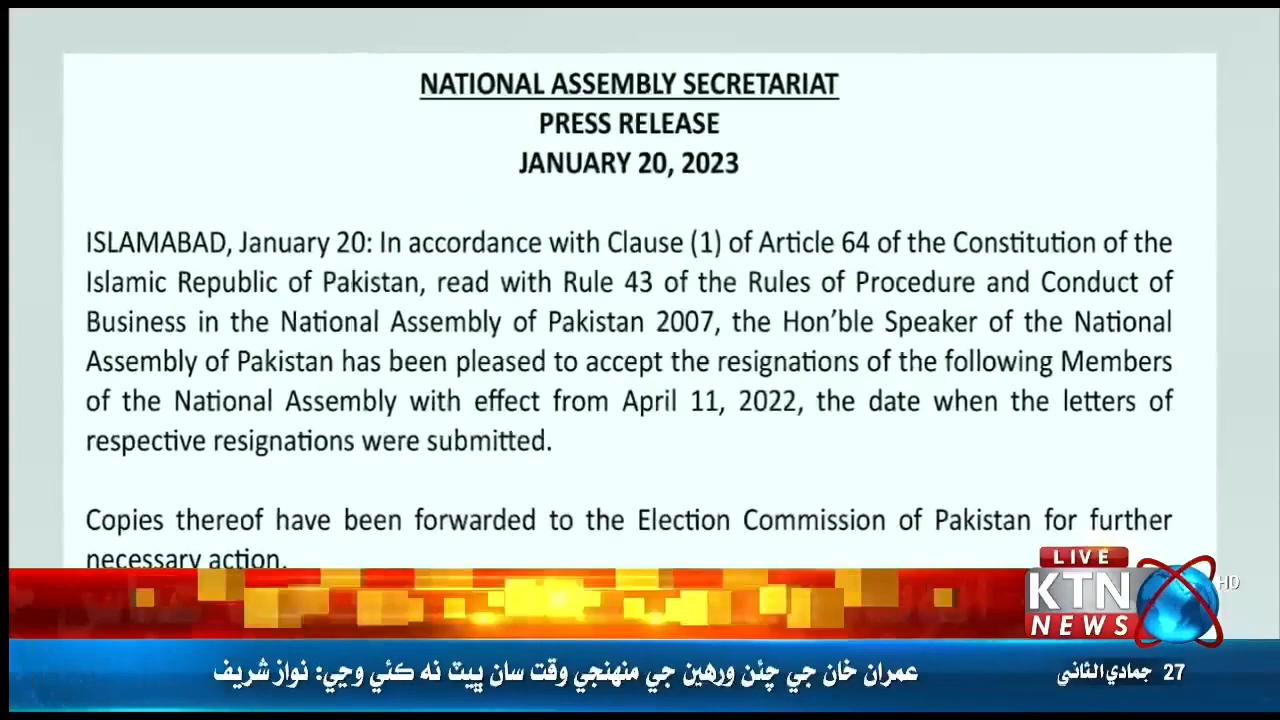 NATIONAL ASSEMBLY SECRETARIAT
PRESS RELEASE
JANUARY 20, 2023
ISLAMABAD, January 20: In accordance with Clause (1) of Article 64 of the Constitution of the
Islamic Republic of Pakistan, read with Rule 43 of the Rules of Procedure and Conduct of
Business in the National Assembly of Pakistan 2007, the Hon’ble Speaker of the National
Assembly of Pakistan has been pleased to accept the resignations of the following Members
of the National Assembly with effect from April 11, 2022, the date when the letters of
respective resignations were submitted.
Copies thereof have been forwarded to the Election Commission of Pakistan for further
necessary action.
LIVE
KTN HD
NEWS
27 جمادي الثاني
عمران خان جي چئن ورهين جي منهنجي وقت سان ڀيٽ نه ڪئي وڃي: نواز شريف